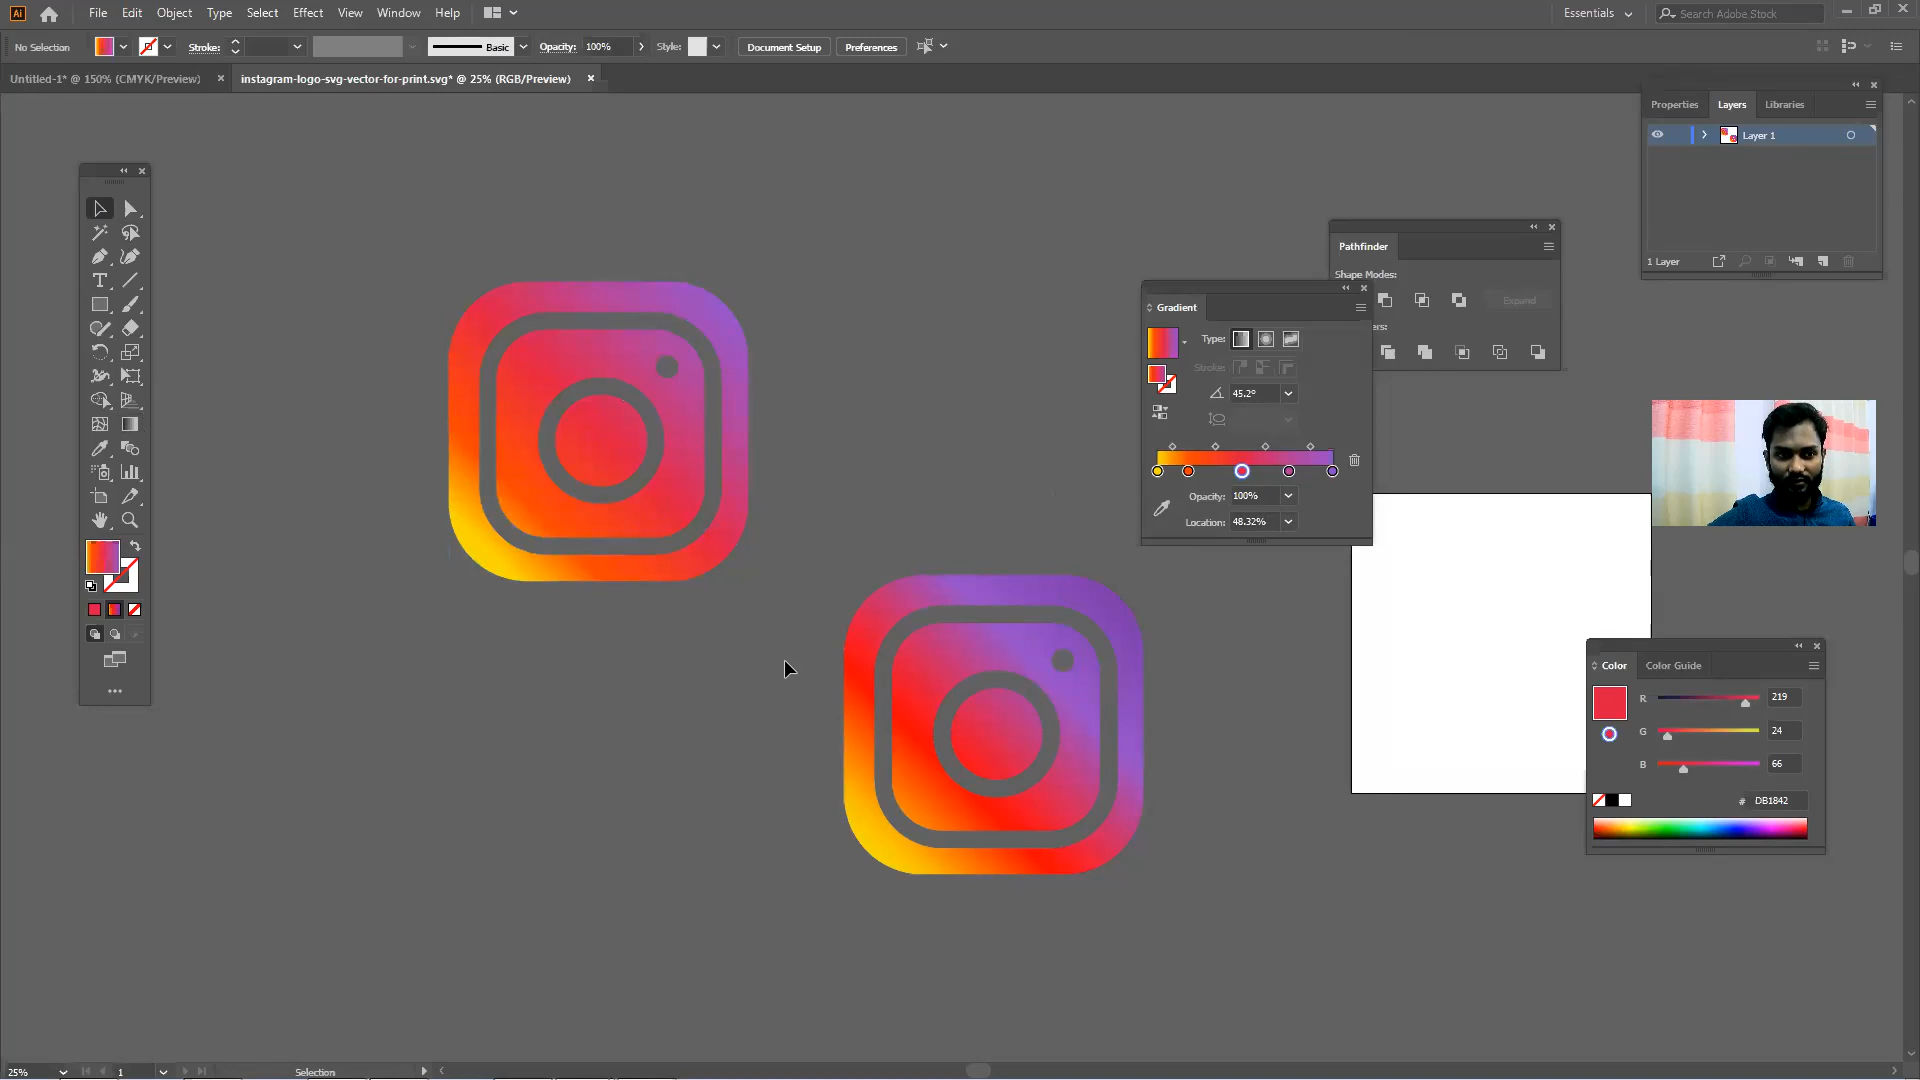 Ai File Edit Object Type Select Effect View Window Help Essentials Search Adobe Stock
No Selection Stroke: Basic Opacity: 100% Style: Document Setup Preferences
Untitled-1* @ 150% (CMYK/Preview) × instagram-logo-svg-vector-for-print.svg* @ 25% (RGB/Preview) ×
Properties Layers Libraries
Layer 1
1 Layer
Pathfinder
Shape Modes:
Expand
ers:
Gradient
Type:
Stroke:
45.2°
Opacity: 100%
Location: 48.32%
Color Color Guide
R 219
G 24
B 66
# DB1842
25% 1 Selection